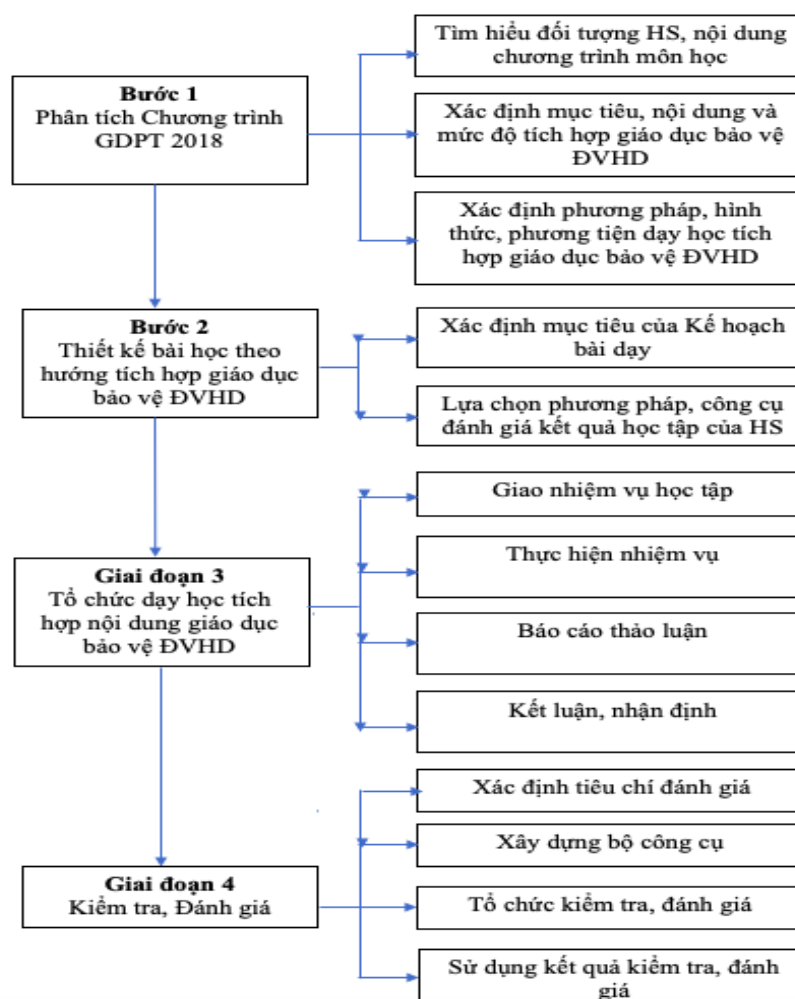 Bước 1
Phân tích Chương trình
GDPT 2018
Tìm hiểu đối tượng HS, nội dung
chương trình môn học
Xác định mục tiêu, nội dung và
mức độ tích hợp giáo dục bảo vệ
ĐVHD
Xác định phương pháp, hình
thức, phương tiện dạy học tích
hợp giáo dục bảo vệ ĐVHD
Bước 2
Thiết kế bài học theo
hướng tích hợp giáo dục
bảo vệ ĐVHD
Xác định mục tiêu của Kế hoạch
bài dạy
Lựa chọn phương pháp, công cụ
đánh giá kết quả học tập của HS
Giai đoạn 3
Tổ chức dạy học tích
hợp nội dung giáo dục
bảo vệ ĐVHD
Giao nhiệm vụ học tập
Thực hiện nhiệm vụ
Báo cáo thảo luận
Kết luận, nhận định
Giai đoạn 4
Kiểm tra, Đánh giá
Xác định tiêu chí đánh giá
Xây dựng bộ công cụ
Tổ chức kiểm tra, đánh giá
Sử dụng kết quả kiểm tra, đánh
giá